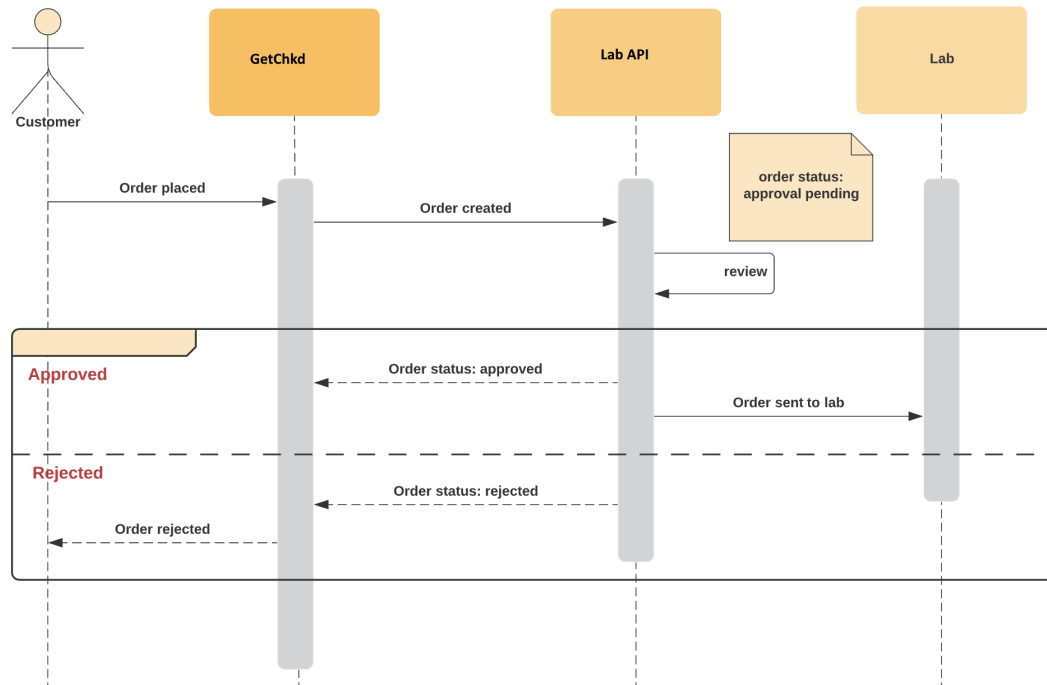 GetChkd
Lab API
Lab
Customer
order status:
approval pending
Order placed
Order created
review
Approved
Order status: approved
Order sent to lab
Rejected
Order status: rejected
Order rejected